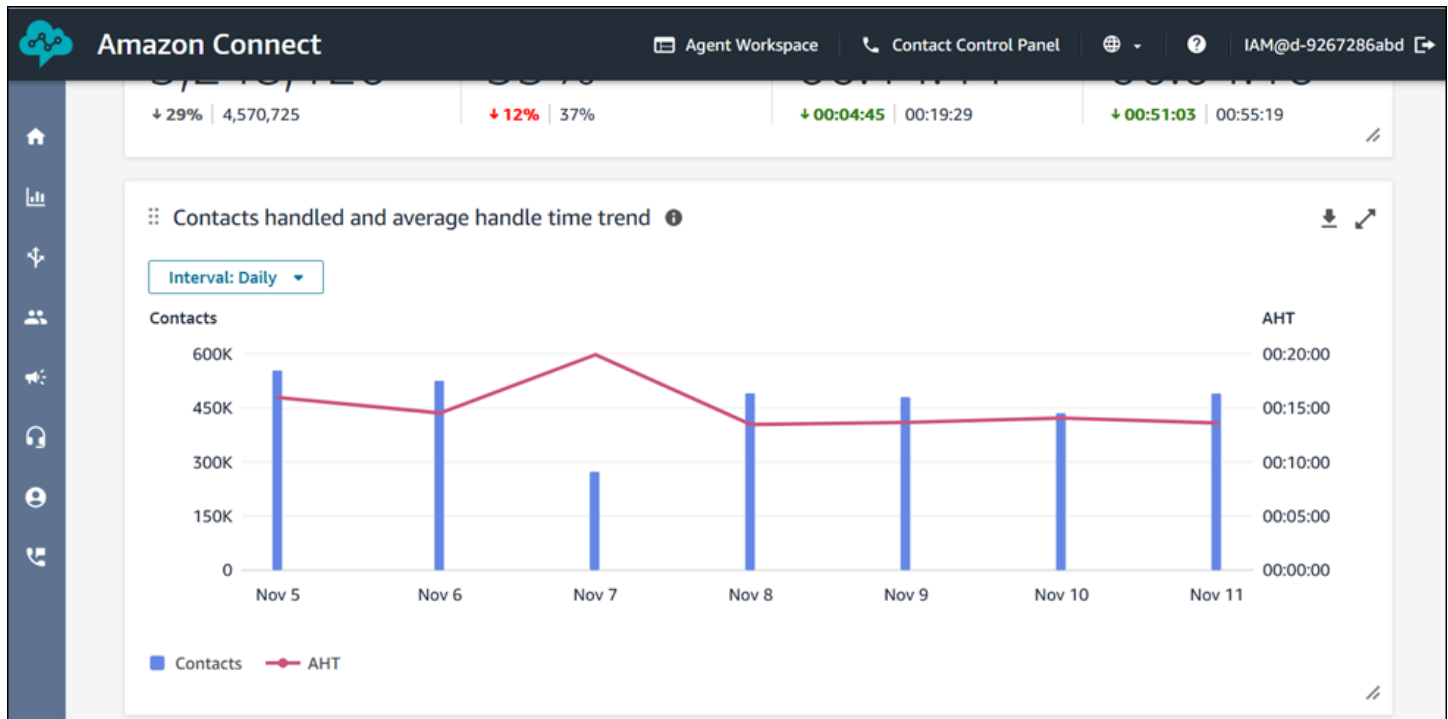 Amazon Connect
Agent Workspace
Contact Control Panel
IAM@d-9267286abd
↓ 29% | 4,570,725
↓ 12% | 37%
↓ 00:04:45 | 00:19:29
↓ 00:51:03 | 00:55:19
Contacts handled and average handle time trend
Interval: Daily
Contacts AHT
600K 00:20:00
450K 00:15:00
300K 00:10:00
150K 00:05:00
0 00:00:00
Nov 5 Nov 6 Nov 7 Nov 8 Nov 9 Nov 10 Nov 11
Contacts AHT